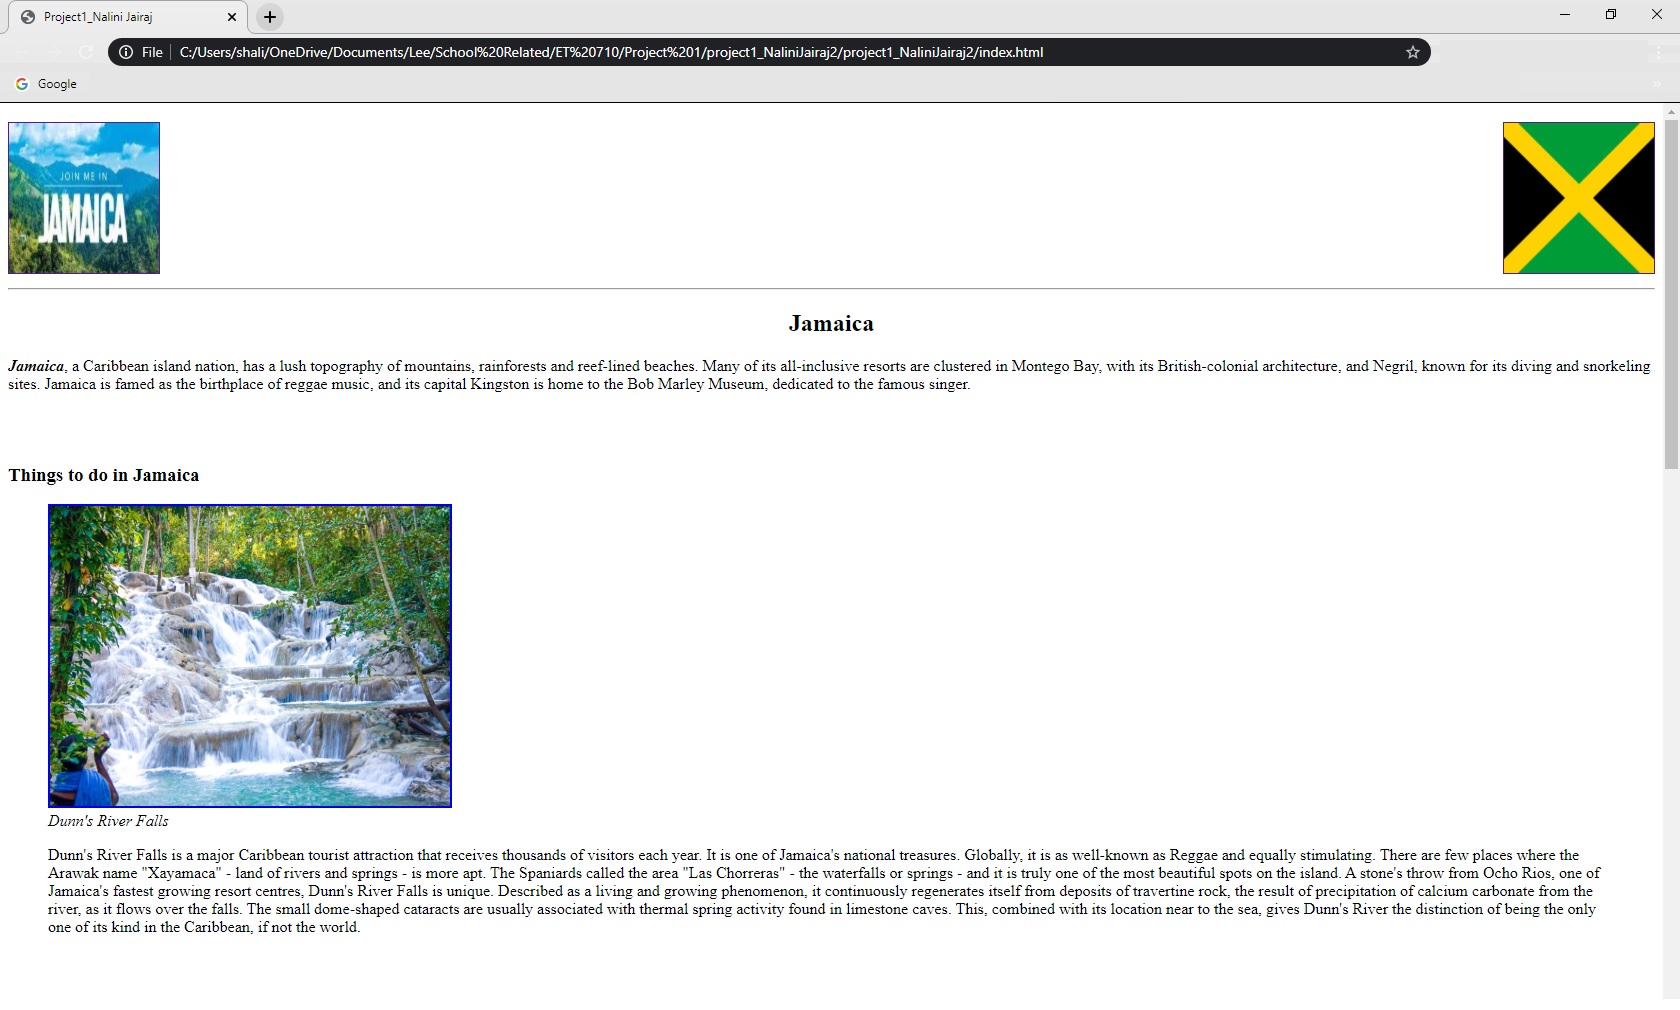 Project1_Nalini Jairaj
File
C:/Users/shali/OneDrive/Documents/Lee/School%20Related/ET%20710/Project%201/project1_NaliniJairaj2/project1_NaliniJairaj2/index.html
Google
JOIN ME IN
JAMAICA
Jamaica
Jamaica, a Caribbean island nation, has a lush topography of mountains, rainforests and reef-lined beaches. Many of its all-inclusive resorts are clustered in Montego Bay, with its British-colonial architecture, and Negril, known for its diving and snorkeling
sites. Jamaica is famed as the birthplace of reggae music, and its capital Kingston is home to the Bob Marley Museum, dedicated to the famous singer.
Things to do in Jamaica
Dunn's River Falls
Dunn's River Falls is a major Caribbean tourist attraction that receives thousands of visitors each year. It is one of Jamaica's national treasures. Globally, it is as well-known as Reggae and equally stimulating. There are few places where the
Arawak name "Xayamaca" - land of rivers and springs - is more apt. The Spaniards called the area "Las Chorreras" - the waterfalls or springs - and it is truly one of the most beautiful spots on the island. A stone's throw from Ocho Rios, one of
Jamaica's fastest growing resort centres, Dunn's River Falls is unique. Described as a living and growing phenomenon, it continuously regenerates itself from deposits of travertine rock, the result of precipitation of calcium carbonate from the
river, as it flows over the falls. The small dome-shaped cataracts are usually associated with thermal spring activity found in limestone caves. This, combined with its location near to the sea, gives Dunn's River the distinction of being the only
one of its kind in the Caribbean, if not the world.